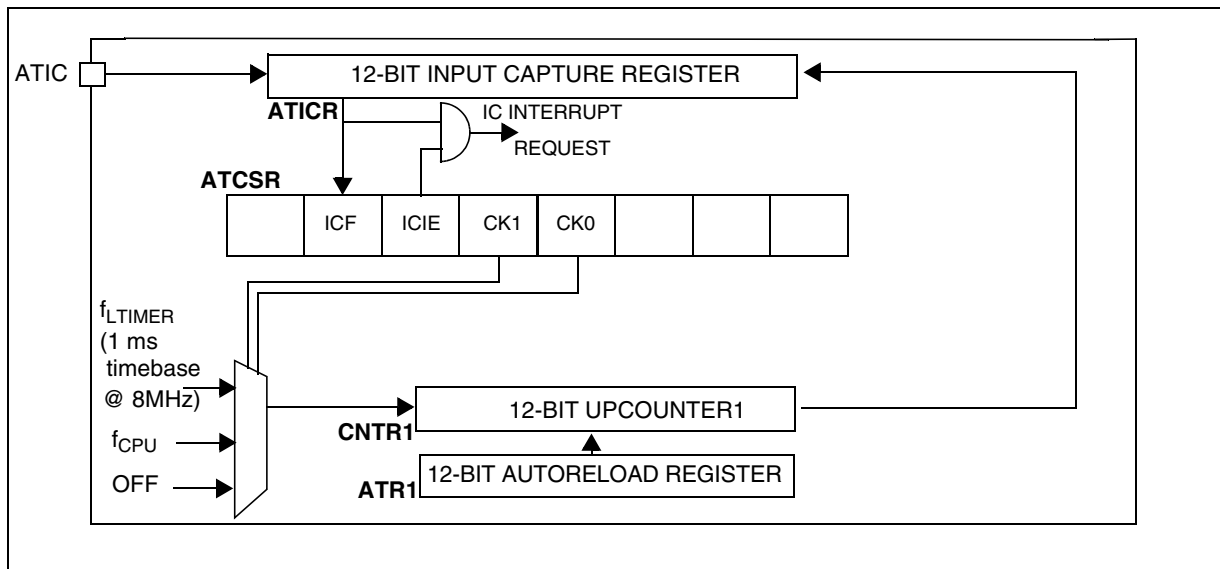 ATIC
12-BIT INPUT CAPTURE REGISTER
ATICR
IC INTERRUPT
REQUEST
ATCSR
ICF
ICIE
CK1
CK0
fLTIMER
(1 ms
timebase
@ 8MHz)
fCPU
OFF
12-BIT UPCOUNTER1
CNTR1
12-BIT AUTORELOAD REGISTER
ATR1